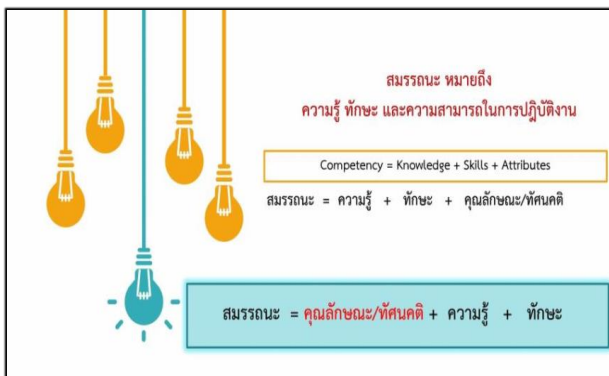 สมรรถนะ หมายถึง
ความรู้ ทักษะ และความสามารถในการปฎิบัติงาน
Competency = Knowledge + Skills + Attributes
สมรรถนะ = ความรู้ + ทักษะ + คุณลักษณะ/ทัศนคติ
สมรรถนะ = คุณลักษณะ/ทัศนคติ + ความรู้ + ทักษะ